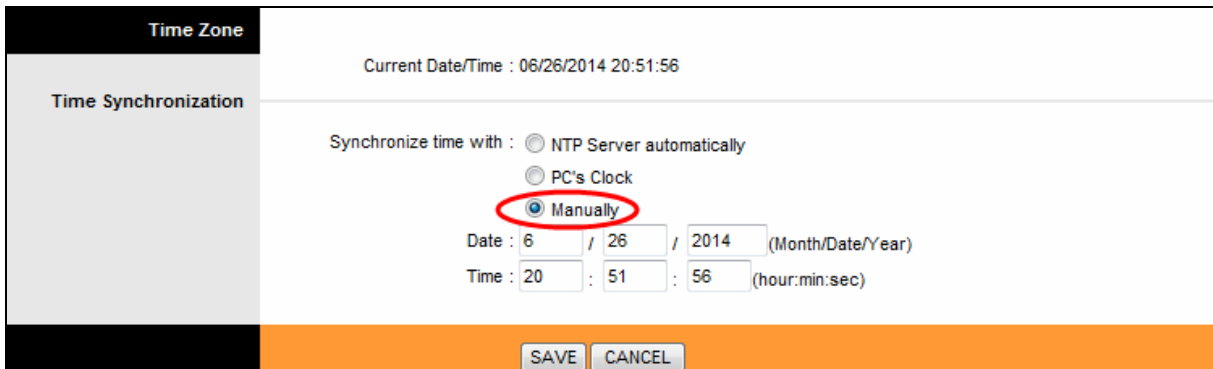 Time Zone
Current Date/Time : 06/26/2014 20:51:56
Time Synchronization
Synchronize time with : NTP Server automatically
PC's Clock
Manually
Date : 6 / 26 / 2014 (Month/Date/Year)
Time : 20 : 51 : 56 (hour:min:sec)
SAVE CANCEL